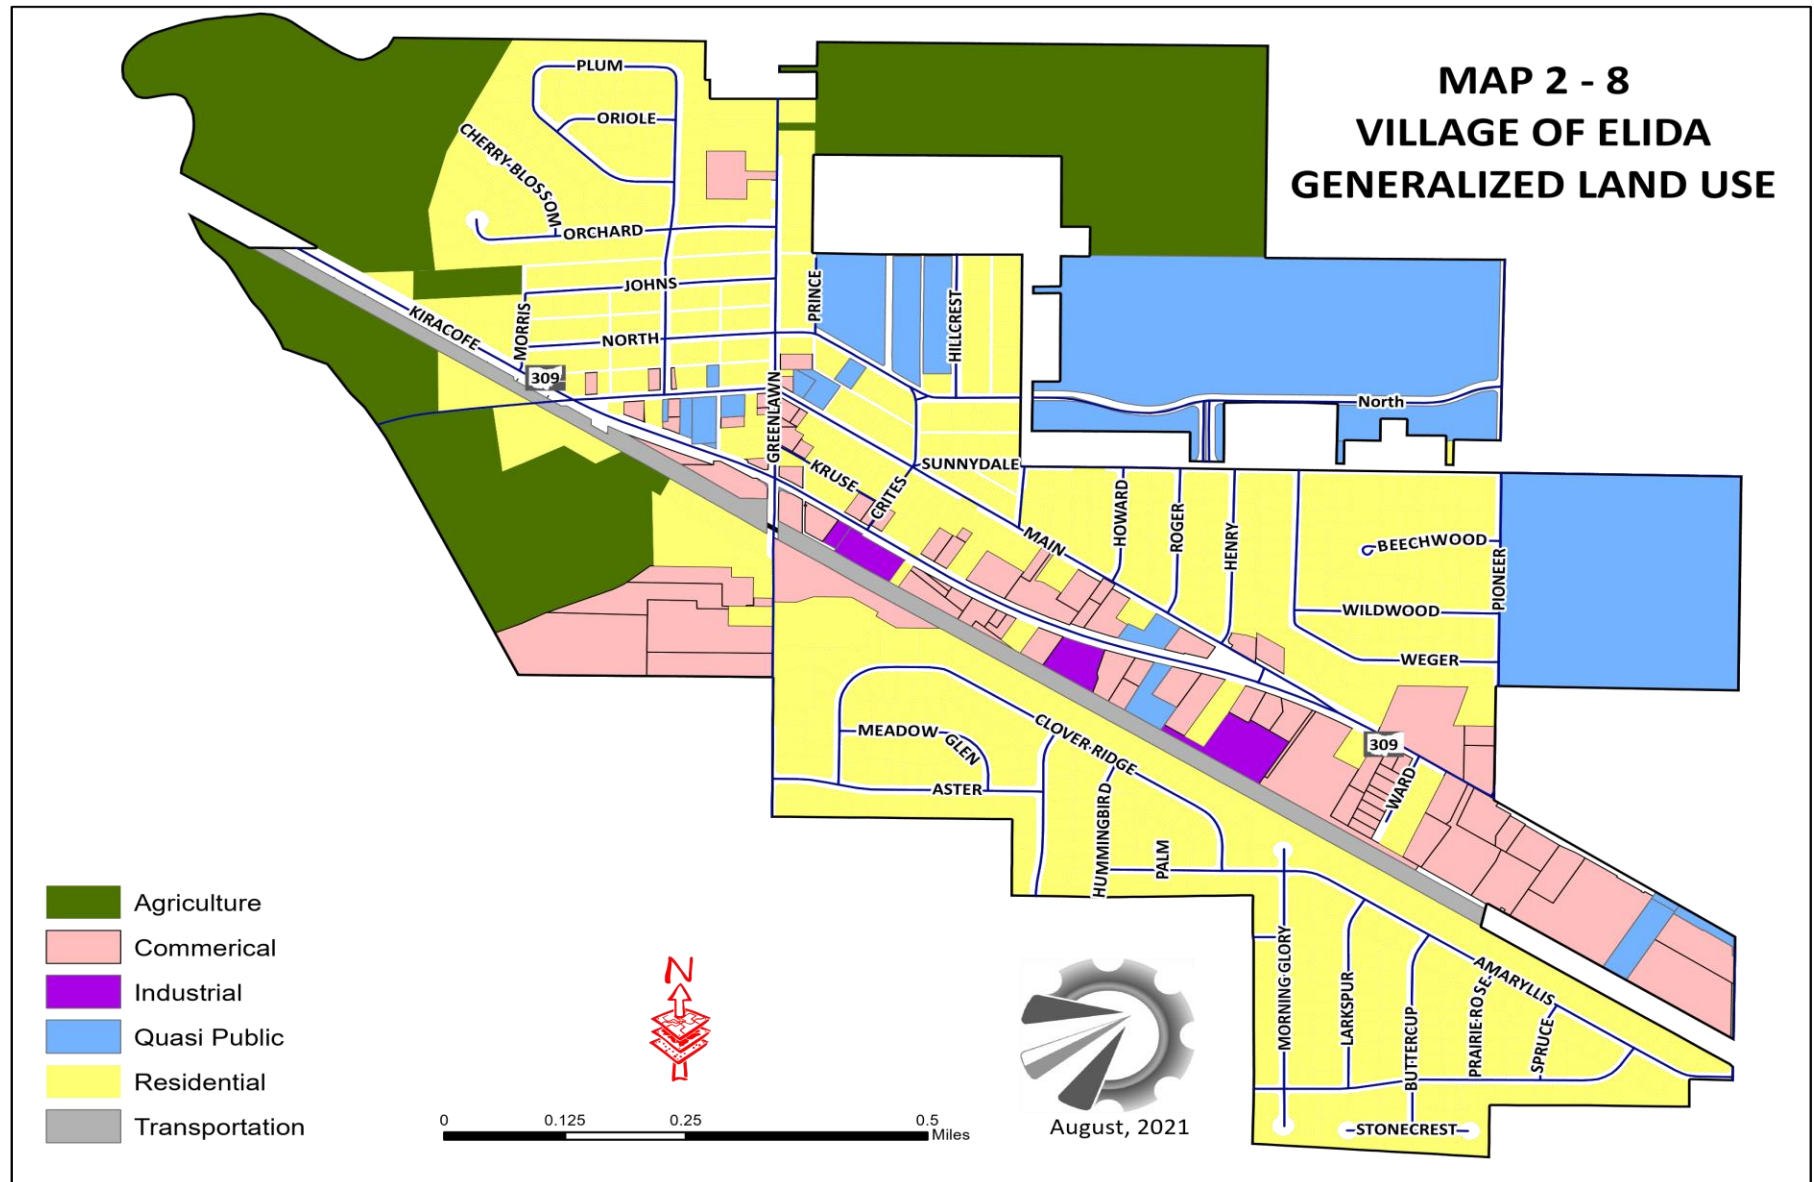 MAP 2 - 8
VILLAGE OF ELIDA
GENERALIZED LAND USE
PLUM
ORIOLE
CHERRY-BLOSSOM
ORCHARD
JOHNS
PRINCE
HILLCREST
MORRIS
KIRACOFE
NORTH
309
GREENLAWN
North
KRUSE
CRITES
SUNNYDALE
MAIN
HOWARD
ROGER
HENRY
BEECHWOOD
PIONEER
WILDWOOD
WEGER
MEADOW
GLEN
CLOVER RIDGE
309
WARD
ASTER
HUMMINGBIRD
PALM
MORNING GLORY
LARKSPUR
BUTTERCUP
PRAIRIE-ROSE
AMARYLLIS
SPRUCE
STONECREST
Agriculture
Commerical
Industrial
Quasi Public
Residential
Transportation
N
0 0.125 0.25 0.5
Miles
August, 2021